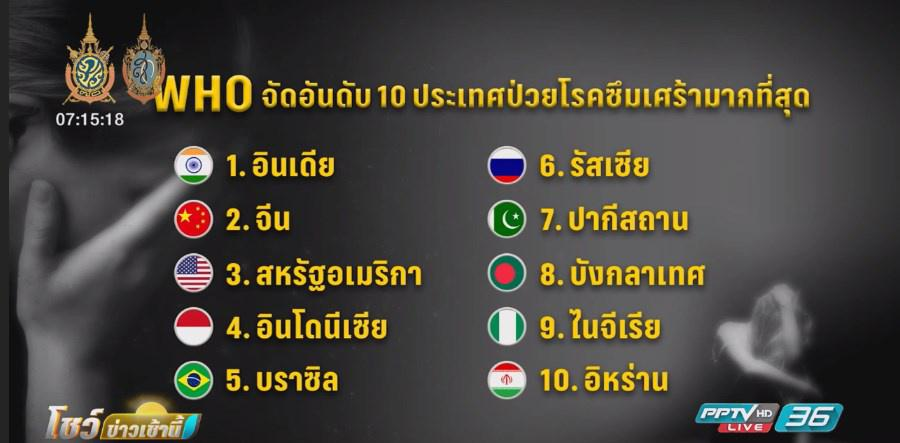 WHO จัดอันดับ 10 ประเทศป่วยโรคซึมเศร้ามากที่สุด
07:15:18
1. อินเดีย
2. จีน
3. สหรัฐอเมริกา
4. อินโดนีเซีย
5. บราซิล
6. รัสเซีย
7. ปากีสถาน
8. บังกลาเทศ
9. ไนจีเรีย
10. อิหร่าน
โชว์ข่าวเช้านี้
PPTV HD 36
LIVE